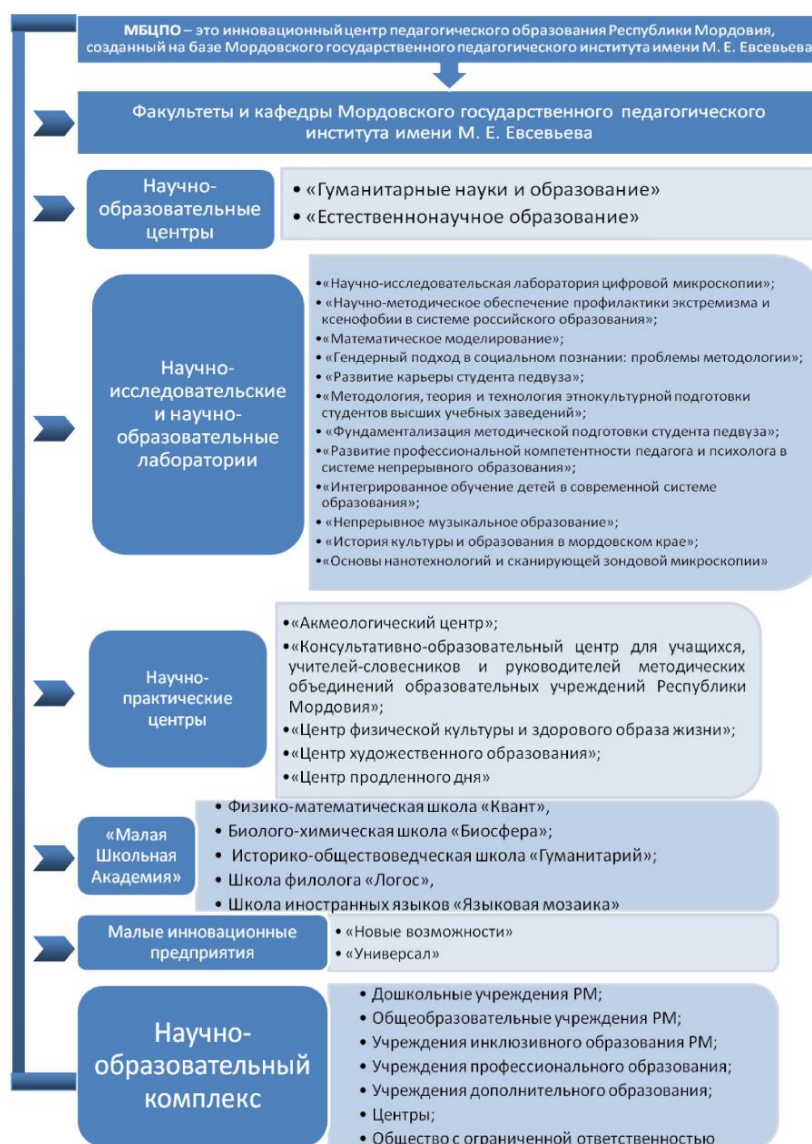 МБЦПО – это инновационный центр педагогического образования Республики Мордовия,
созданный на базе Мордовского государственного педагогического института имени М. Е. Евсевьева
Факультеты и кафедры Мордовского государственного педагогического
института имени М. Е. Евсевьева
Научно-
образовательные
центры
• «Гуманитарные науки и образование»
• «Естественнонаучное образование»
Научно-
исследовательские
и научно-
образовательные
лаборатории
•«Научно-исследовательская лаборатория цифровой микроскопии»;
• «Научно-методическое обеспечение профилактики экстремизма и
ксенофобии в системе российского образования»;
•«Математическое моделирование»;
• «Гендерный подход в социальном познании: проблемы методологии»;
• «Развитие карьеры студента педвуза»;
•«Методология, теория и технология этнокультурной подготовки
студентов высших учебных заведений»;
• «Фундаментализация методической подготовки студента педвуза»;
•«Развитие профессиональной компетентности педагога и психолога в
системе непрерывного образования»;
•«Интегрированное обучение детей в современной системе
образования»;
• «Непрерывное музыкальное образование»;
• «История культуры и образования в мордовском крае»;
•«Основы нанотехнологий и сканирующей зондовой микроскопии»
Научно-
практические
центры
•«Акмеологический центр»;
•«Консультативно-образовательный центр для учащихся,
учителей-словесников и руководителей методических
объединений образовательных учреждений Республики
Мордовия»;
•«Центр физической культуры и здорового образа жизни»;
•«Центр художественного образования»;
•«Центр продленного дня»
«Малая
Школьная
Академия»
• Физико-математическая школа «Квант»,
• Биолого-химическая школа «Биосфера»;
• Историко-обществоведческая школа «Гуманитарий»;
• Школа филолога «Логос»,
• Школа иностранных языков «Языковая мозаика»
Малые инновационные
предприятия
• «Новые возможности»
• «Универсал»
Научно-
образовательный
комплекс
• Дошкольные учреждения РМ;
• Общеобразовательные учреждения РМ;
• Учреждения инклюзивного образования РМ;
• Учреждения профессионального образования;
• Учреждения дополнительного образования;
• Центры;
• Общество с ограниченной ответственностью